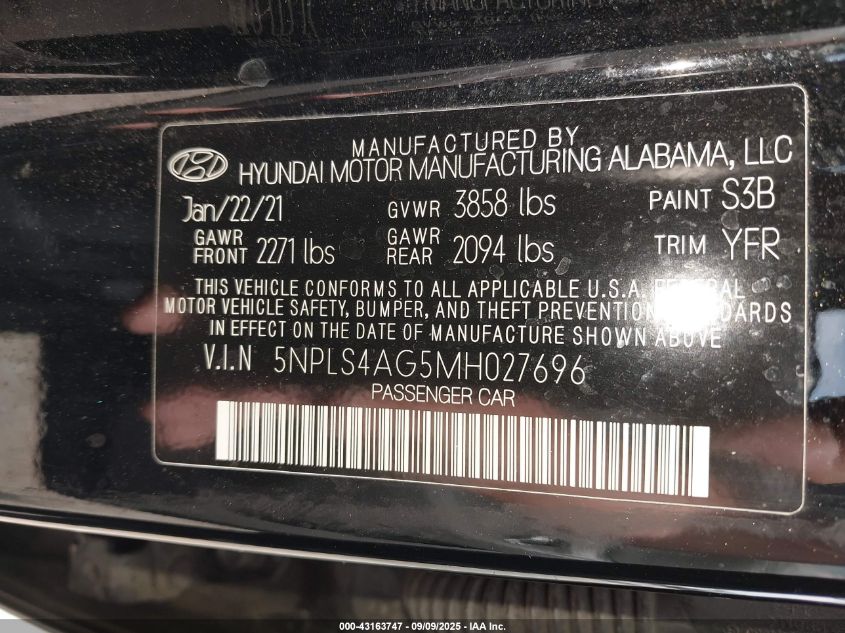 MANUFACTURED BY
HYUNDAI MOTOR MANUFACTURING ALABAMA, LLC
Jan/22/21 GVWR 3858 lbs PAINT S3B
GAWR FRONT 2271 lbs GAWR REAR 2094 lbs TRIM YFR
THIS VEHICLE CONFORMS TO ALL APPLICABLE U.S.A. FEDERAL
MOTOR VEHICLE SAFETY, BUMPER, AND THEFT PREVENTION STANDARDS
IN EFFECT ON THE DATE OF MANUFACTURE SHOWN ABOVE
V.I.N 5NPLS4AG5MH027696
PASSENGER CAR
000-43163747 - 09/09/2025 - IAA Inc.